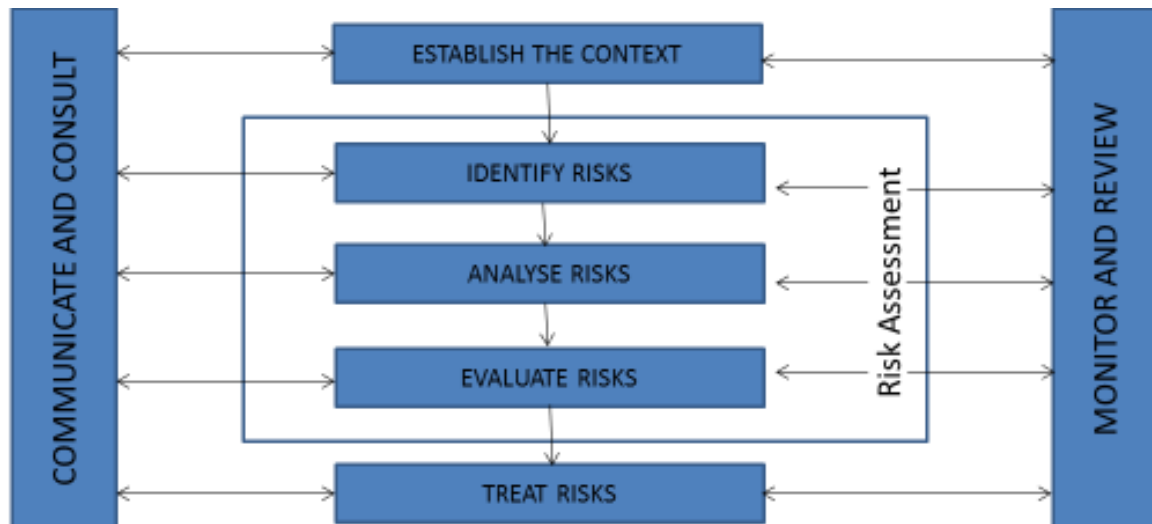 COMMUNICATE AND CONSULT
ESTABLISH THE CONTEXT
IDENTIFY RISKS
ANALYSE RISKS
EVALUATE RISKS
TREAT RISKS
Risk Assessment
MONITOR AND REVIEW